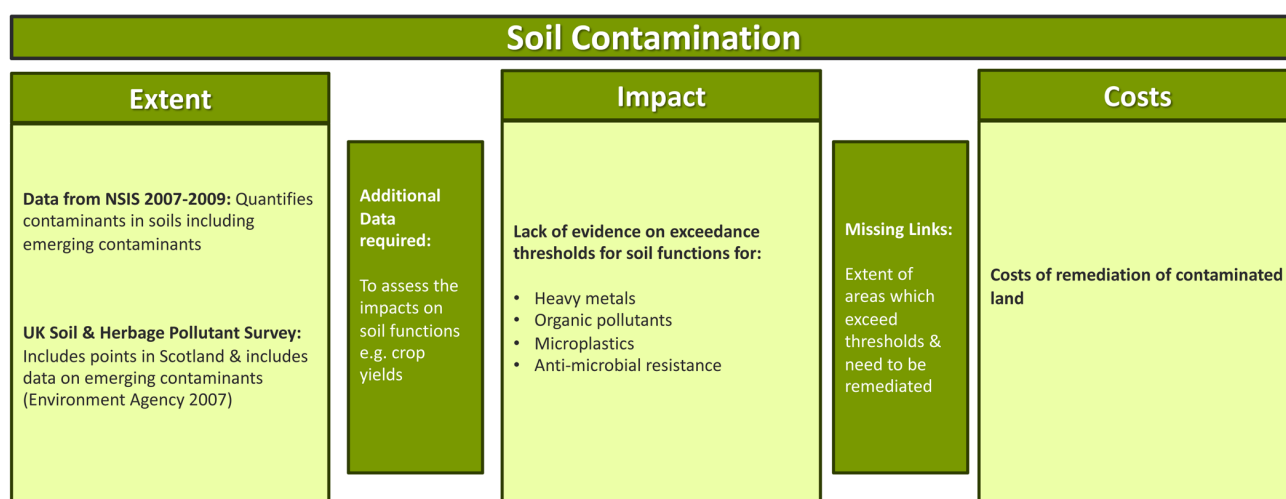 Soil Contamination
Extent
Data from NSIS 2007-2009: Quantifies
contaminants in soils including
emerging contaminants
UK Soil & Herbage Pollutant Survey:
Includes points in Scotland & includes
data on emerging contaminants
(Environment Agency 2007)
Additional
Data
required:
To assess the
impacts on
soil functions
e.g. crop
yields
Impact
Lack of evidence on exceedance
thresholds for soil functions for:
• Heavy metals
• Organic pollutants
• Microplastics
• Anti-microbial resistance
Missing Links:
Extent of
areas which
exceed
thresholds &
need to be
remediated
Costs
Costs of remediation of contaminated
land